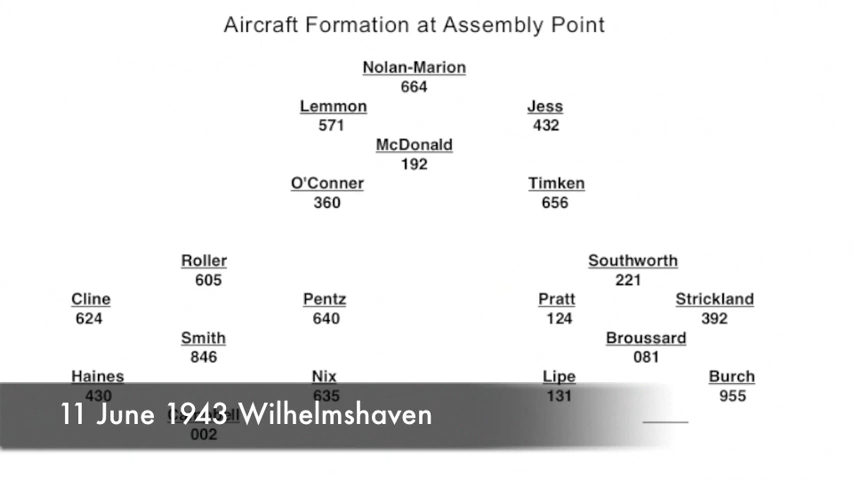 Aircraft Formation at Assembly Point
Nolan-Marion
664
Lemmon Jess
571 432
McDonald
192
O'Conner Timken
360 656
Roller Southworth
605 221
Cline Pentz Pratt Strickland
624 640 124 392
Smith Broussard
846 081
Haines Nix Lipe Burch
430 635 131 955
11 June 1943 Wilhelmshaven
002